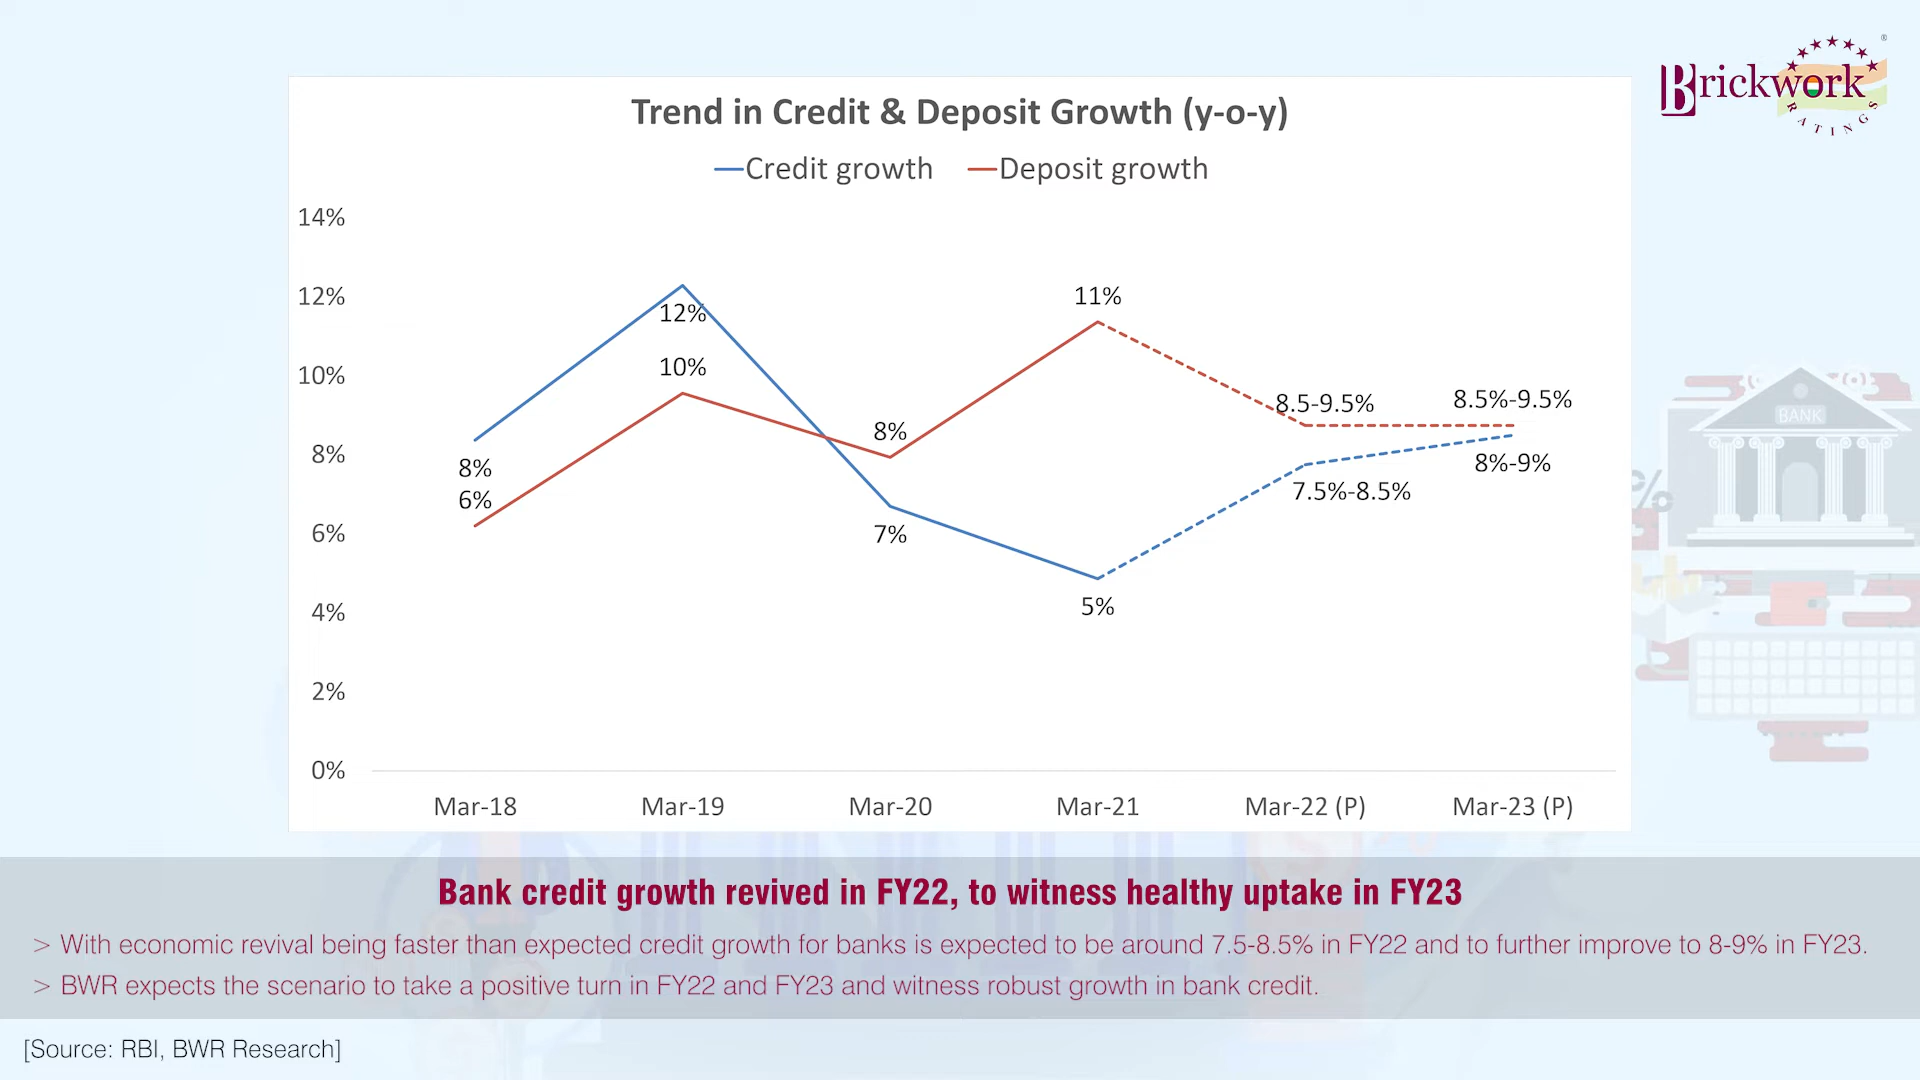 Brickwork
RATINGS
®
Trend in Credit & Deposit Growth (y-o-y)
Credit growth Deposit growth
14%
12%
10%
8%
6%
4%
2%
0%
8%
6%
12%
10%
8%
7%
11%
5%
8.5-9.5%
7.5%-8.5%
8.5%-9.5%
8%-9%
Mar-18 Mar-19 Mar-20 Mar-21 Mar-22 (P) Mar-23 (P)
BANK
%
Bank credit growth revived in FY22, to witness healthy uptake in FY23
> With economic revival being faster than expected credit growth for banks is expected to be around 7.5-8.5% in FY22 and to further improve to 8-9% in FY23.
> BWR expects the scenario to take a positive turn in FY22 and FY23 and witness robust growth in bank credit.
[Source: RBI, BWR Research]